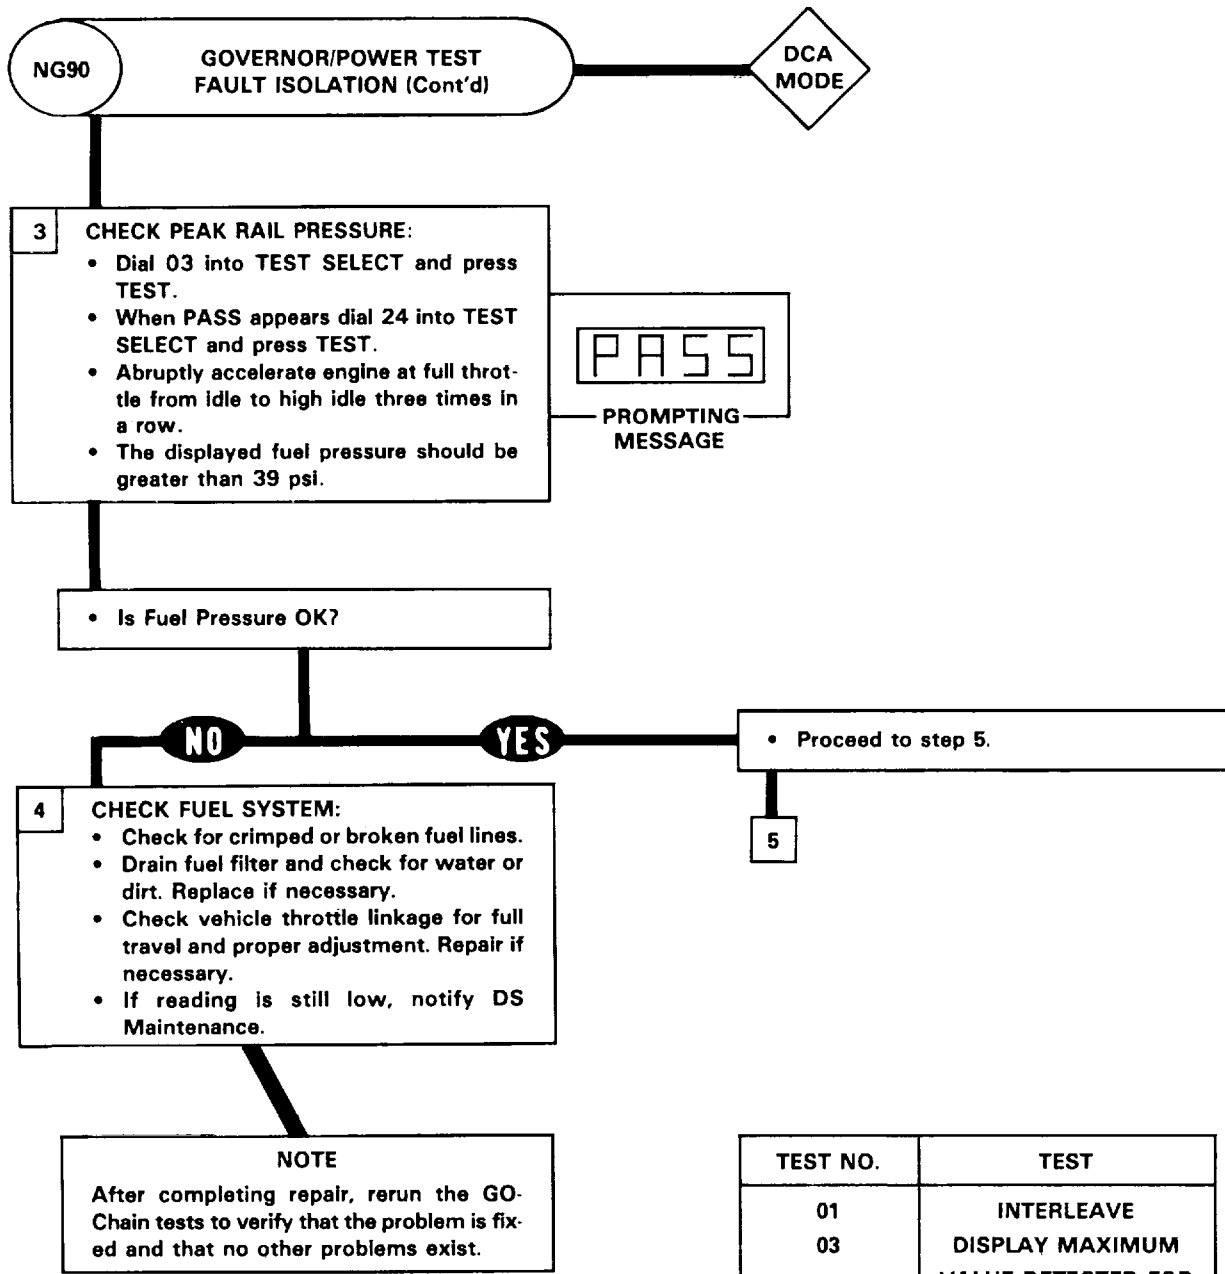 NG90
GOVERNOR/POWER TEST
FAULT ISOLATION (Cont'd)
DCA
MODE
3
CHECK PEAK RAIL PRESSURE:
• Dial 03 into TEST SELECT and press
TEST.
• When PASS appears dial 24 into TEST
SELECT and press TEST.
• Abruptly accelerate engine at full throt-
tle from idle to high idle three times in
a row.
• The displayed fuel pressure should be
greater than 39 psi.
PASS
PROMPTING
MESSAGE
• Is Fuel Pressure OK?
NO
YES
• Proceed to step 5.
5
4
CHECK FUEL SYSTEM:
• Check for crimped or broken fuel lines.
• Drain fuel filter and check for water or
dirt. Replace if necessary.
• Check vehicle throttle linkage for full
travel and proper adjustment. Repair if
necessary.
• If reading is still low, notify DS
Maintenance.
NOTE
After completing repair, rerun the GO-
Chain tests to verify that the problem is fix-
ed and that no other problems exist.
TEST NO. TEST
01 INTERLEAVE
03 DISPLAY MAXIMUM
VALUE DETECTED FOR